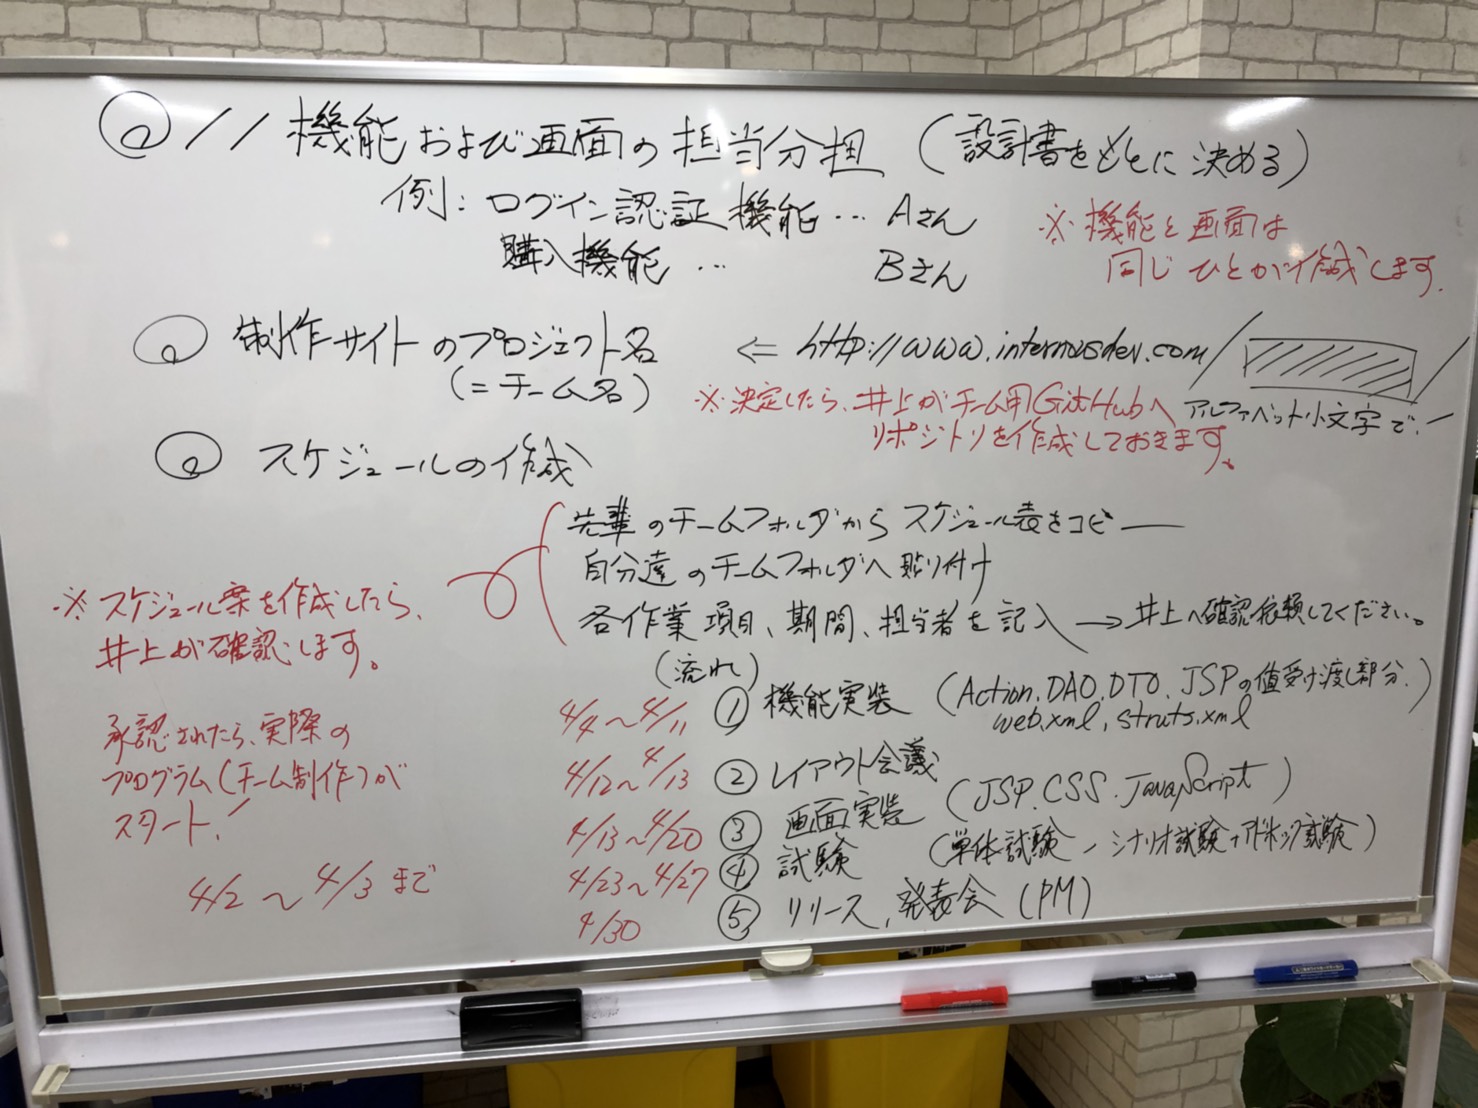 // 機能および画面の担当分担 (設計書をもとに決める)
例: ログイン認証機能… Aさん
購入機能 … Bさん
※機能と画面は
同じひとが作成します.
制作サイトのプロジェクト名 ⇐ http://www.internousdev.com/ /
(=チーム名)
アルファベット小文字で!
※決定したら、井上がチーム用GitHubへ
リポジトリを作成しておきます。
スケジュールの作成
先輩のチームフォルダからスケジュール表をコピー
自分達のチームフォルダへ貼り付け
各作業項目、期間、担当者を記入 → 井上へ確認依頼してください。
※スケジュール案を作成したら、
井上が確認します。
承認されたら、実際の
プログラム(チーム制作)が
スタート!
4/2 ~ 4/3 まで
(流れ)
4/4 ~ 4/11 ① 機能実装 (Action.DAO.DTO. JSPの値受け渡し部分.
web.xml, struts.xml
4/12 ~ 4/13 ② レイアウト会議
4/13 ~ 4/20 ③ 画面実装 (JSP.CSS.JavaScript)
4/23 ~ 4/27 ④ 試験 (単体試験、シナリオ試験+アドホック試験)
4/30 ⑤ リリース, 発表会 (PM)